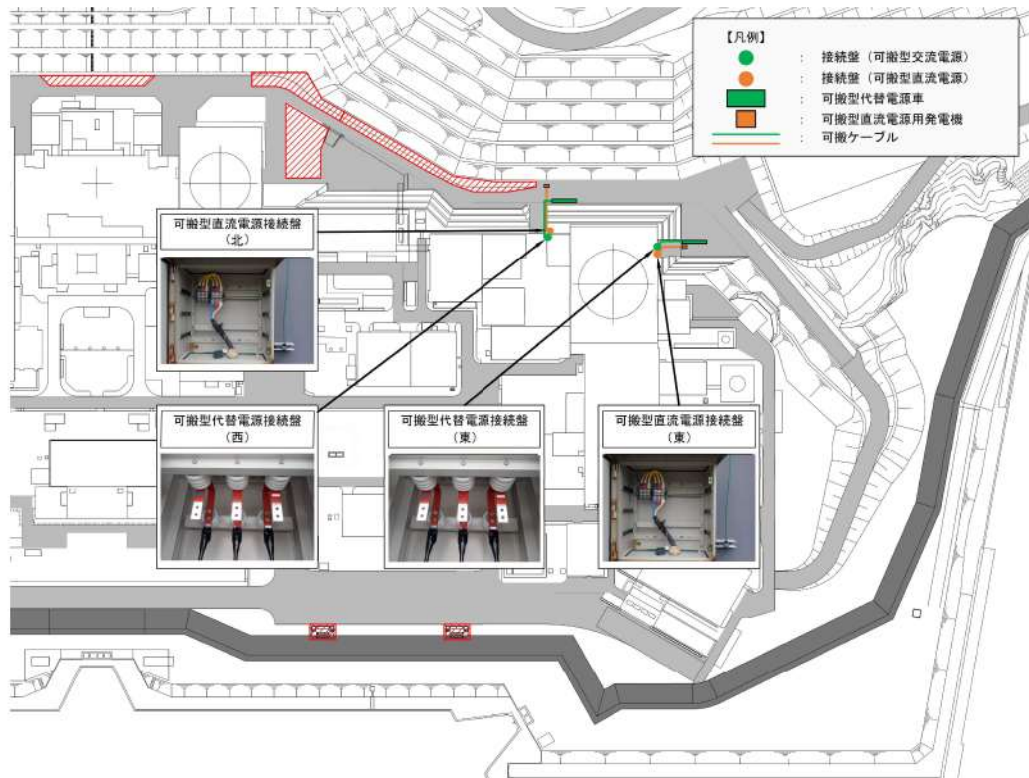 【凡例】
： 接続盤（可搬型交流電源）
： 接続盤（可搬型直流電源）
： 可搬型代替電源車
： 可搬型直流電源用発電機
： 可搬ケーブル
可搬型直流電源接続盤
（北）
可搬型代替電源接続盤
（西）
可搬型代替電源接続盤
（東）
可搬型直流電源接続盤
（東）